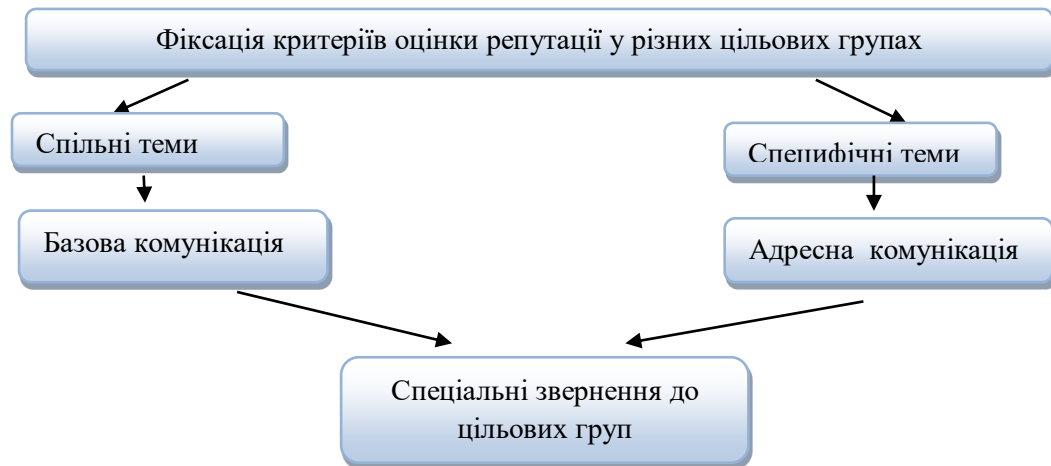 Фіксація критеріїв оцінки репутації у різних цільових групах
Спільні теми
Специфічні теми
Базова комунікація
Адресна комунікація
Спеціальні звернення до
цільових груп